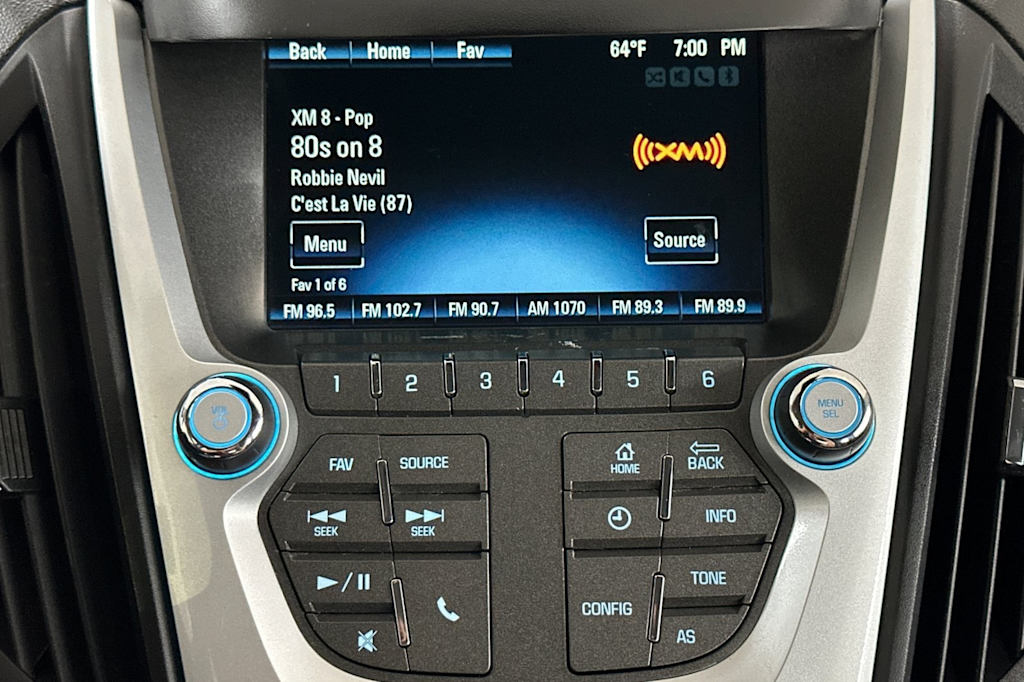 Back Home Fav 64°F 7:00 PM
XM 8 - Pop
80s on 8
XM
Robbie Nevil
C'est La Vie (87)
Menu Source
Fav 1 of 6
FM 96.5 FM 102.7 FM 90.7 AM 1070 FM 89.3 FM 89.9
1 2 3 4 5 6
VOL
MENU
SEL
FAV SOURCE
HOME BACK
SEEK SEEK
INFO
TONE
CONFIG
AS